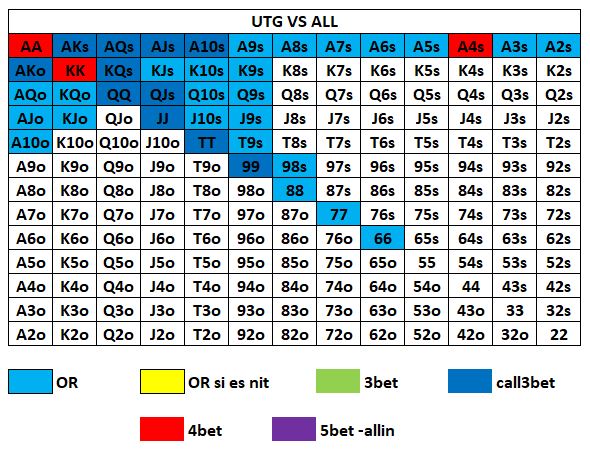 UTG VS ALL
AA AKs AQs AJs A10s A9s A8s A7s A6s A5s A4s A3s A2s
AKo KK KQs KJs K10s K9s K8s K7s K6s K5s K4s K3s K2s
AQo KQo QQ QJs Q10s Q9s Q8s Q7s Q6s Q5s Q4s Q3s Q2s
AJo KJo QJo JJ J10s J9s J8s J7s J6s J5s J4s J3s J2s
A10o K10o Q10o J10o TT T9s T8s T7s T6s T5s T4s T3s T2s
A9o K9o Q9o J9o T9o 99 98s 97s 96s 95s 94s 93s 92s
A8o K8o Q8o J8o T8o 98o 88 87s 86s 85s 84s 83s 82s
A7o K7o Q7o J7o T7o 97o 87o 77 76s 75s 74s 73s 72s
A6o K6o Q6o J6o T6o 96o 86o 76o 66 65s 64s 63s 62s
A5o K5o Q5o J5o T5o 95o 85o 75o 65o 55 54s 53s 52s
A4o K4o Q4o J4o T4o 94o 84o 74o 64o 54o 44 43s 42s
A3o K3o Q3o J3o T3o 93o 83o 73o 63o 53o 43o 33 32s
A2o K2o Q2o J2o T2o 92o 82o 72o 62o 52o 42o 32o 22
OR OR si es nit 3bet call3bet
4bet 5bet -allin